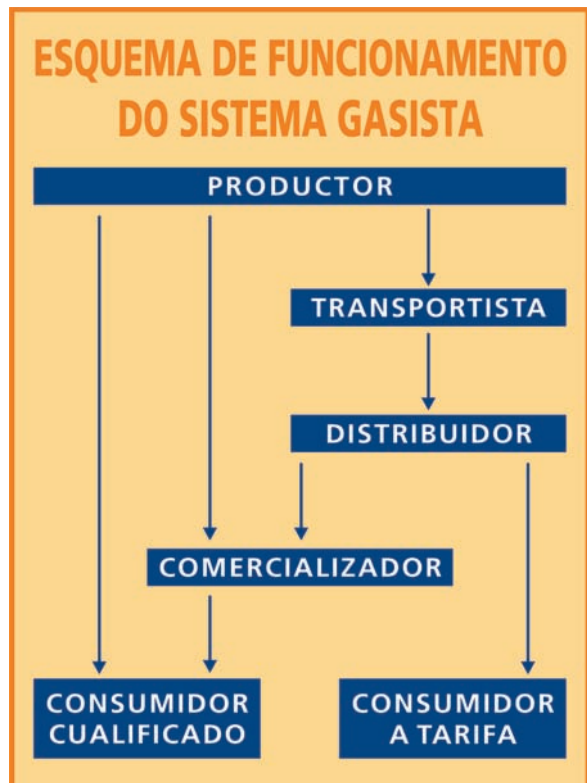 ESQUEMA DE FUNCIONAMENTO
DO SISTEMA GASISTA
PRODUCTOR
TRANSPORTISTA
DISTRIBUIDOR
COMERCIALIZADOR
CONSUMIDOR
CUALIFICADO
CONSUMIDOR
A TARIFA